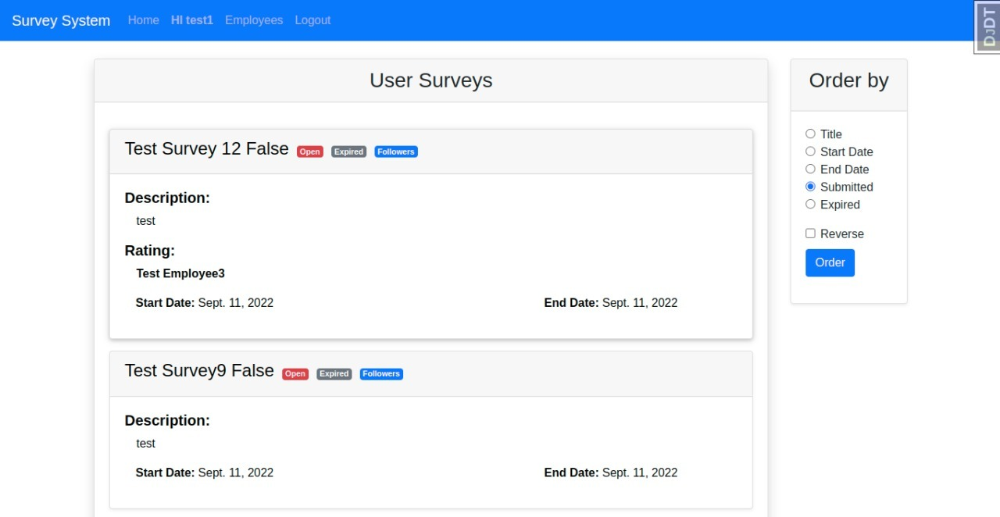 Survey System Home HI test1 Employees Logout
DJDT
User Surveys
Test Survey 12 False Open Expired Followers
Description:
test
Rating:
Test Employee3
Start Date: Sept. 11, 2022 End Date: Sept. 11, 2022
Test Survey9 False Open Expired Followers
Description:
test
Start Date: Sept. 11, 2022 End Date: Sept. 11, 2022
Order by
Title
Start Date
End Date
Submitted
Expired
Reverse
Order